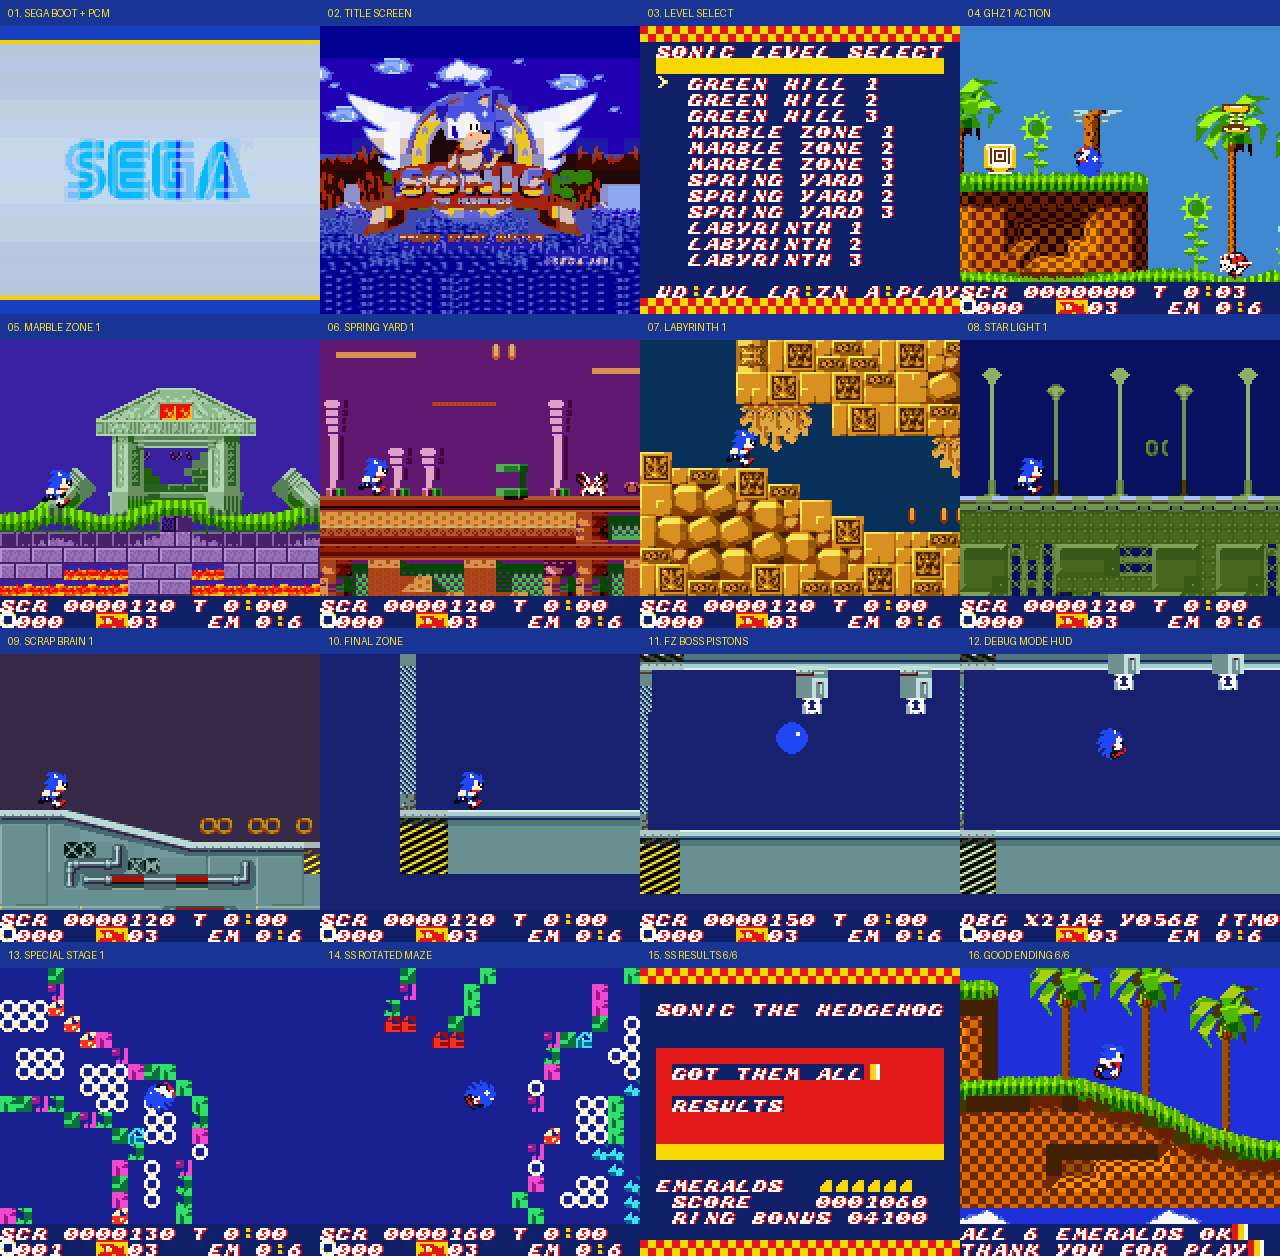 01. SEGA BOOT + PCM
SEGA
02. TITLE SCREEN
SONIC
THE HEDGEHOG
PRESS START BUTTON
03. LEVEL SELECT
SONIC LEVEL SELECT
> GREEN HILL 1
GREEN HILL 2
GREEN HILL 3
MARBLE ZONE 1
MARBLE ZONE 2
MARBLE ZONE 3
SPRING YARD 1
SPRING YARD 2
SPRING YARD 3
LABYRINTH 1
LABYRINTH 2
LABYRINTH 3
UD:LVL LR:ZN A:PLAY
04. GHZ1 ACTION
SCR 0000000 T 0:03
000 03 EM 0:6
05. MARBLE ZONE 1
SCR 0000120 T 0:00
000 03 EM 0:6
06. SPRING YARD 1
SCR 0000120 T 0:00
000 03 EM 0:6
07. LABYRINTH 1
SCR 0000120 T 0:00
000 03 EM 0:6
08. STAR LIGHT 1
SCR 0000120 T 0:00
000 03 EM 0:6
09. SCRAP BRAIN 1
SCR 0000120 T 0:00
000 03 EM 0:6
10. FINAL ZONE
SCR 0000120 T 0:00
000 03 EM 0:6
11. FZ BOSS PISTONS
SCR 0000150 T 0:00
000 03 EM 0:6
12. DEBUG MODE HUD
DBG X21A4 Y0568 ITM0
000 03 EM 0:6
13. SPECIAL STAGE 1
SCR 0000130 T 0:00
001 03 EM 0:6
14. SS ROTATED MAZE
SCR 0000160 T 0:00
000 03 EM 0:6
15. SS RESULTS 6/6
SONIC THE HEDGEHOG
GOT THEM ALL
RESULTS
EMERALDS
SCORE 0001060
RING BONUS 04100
16. GOOD ENDING 6/6
ALL 6 EMERALDS OK
THANK YOU FOR PLAY